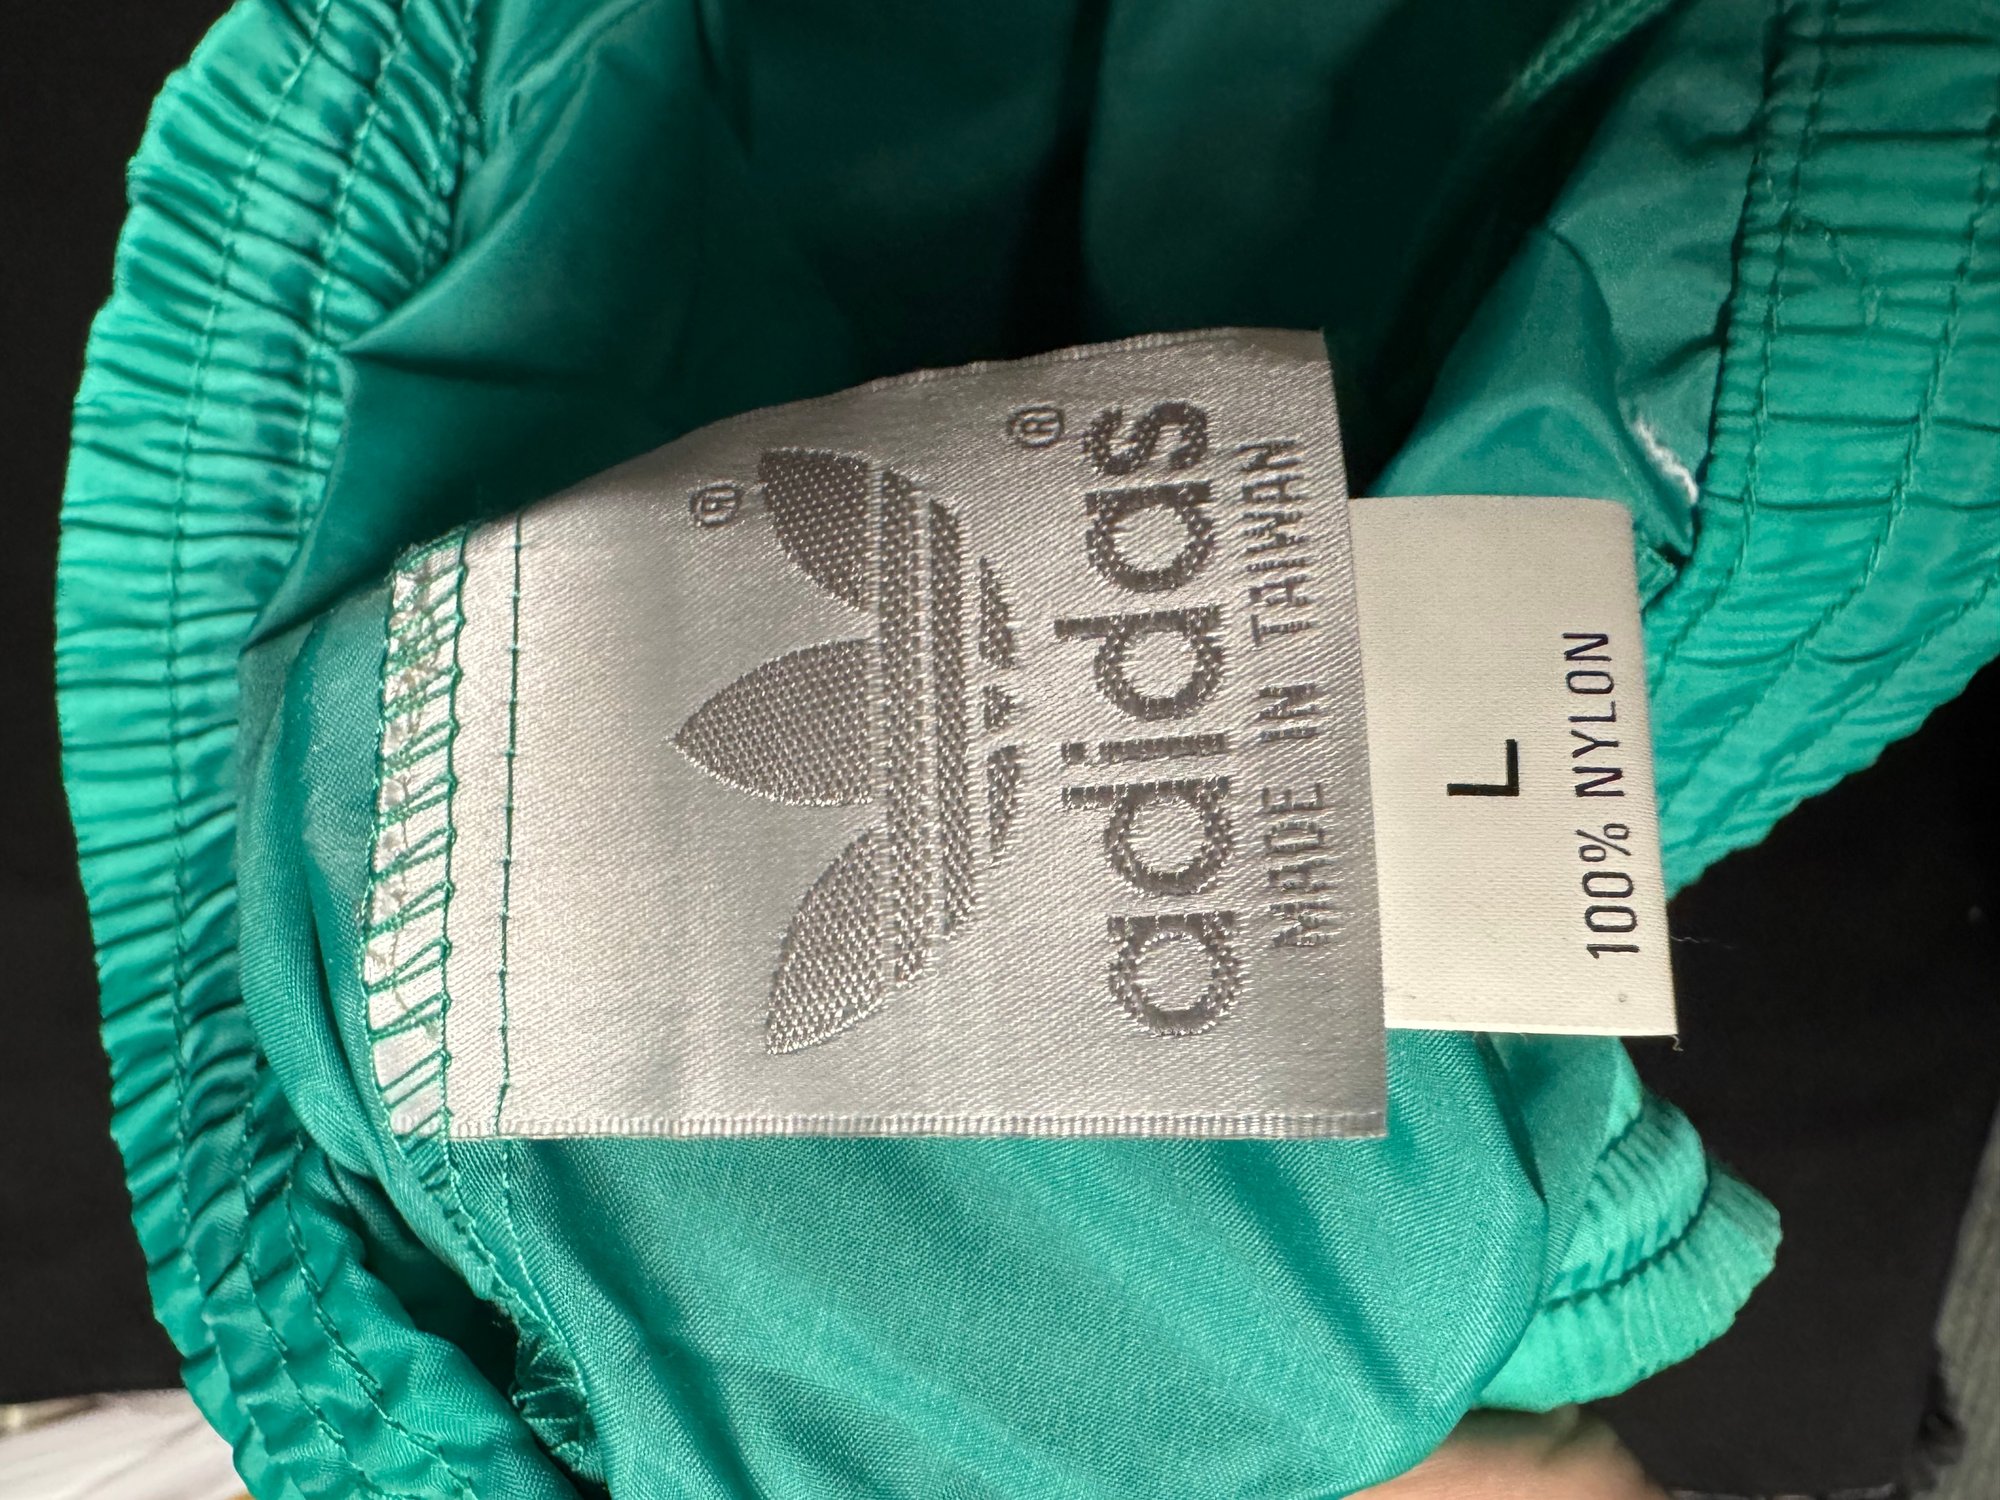 ®
adidas®
MADE IN TAIWAN
L
100% NYLON